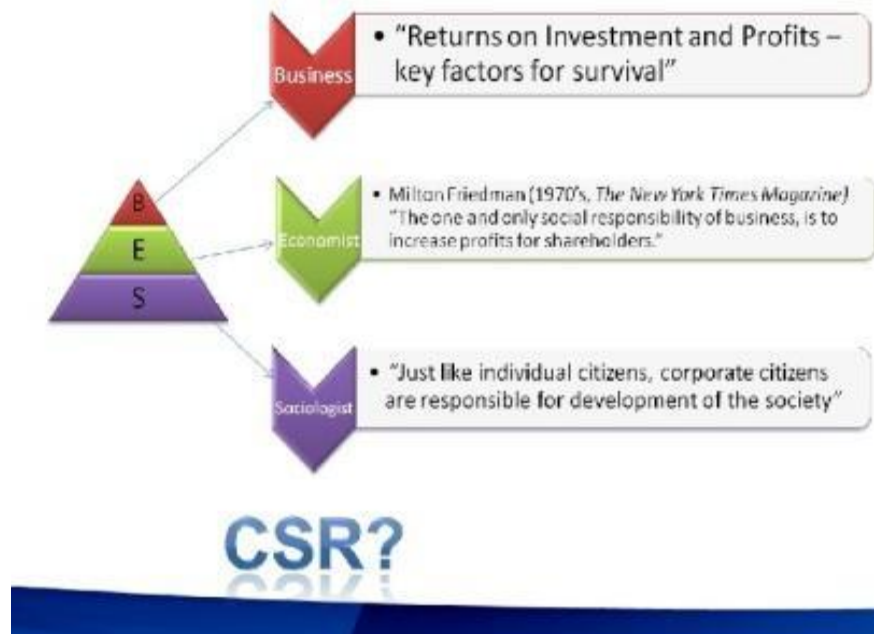 Business
• “Returns on Investment and Profits –
key factors for survival”
B
E
S
Economist
• Milton Friedman (1970's, The New York Times Magazine)
“The one and only social responsibility of business, is to
increase profits for shareholders.”
Sociologist
• “Just like individual citizens, corporate citizens
are responsible for development of the society”
CSR?